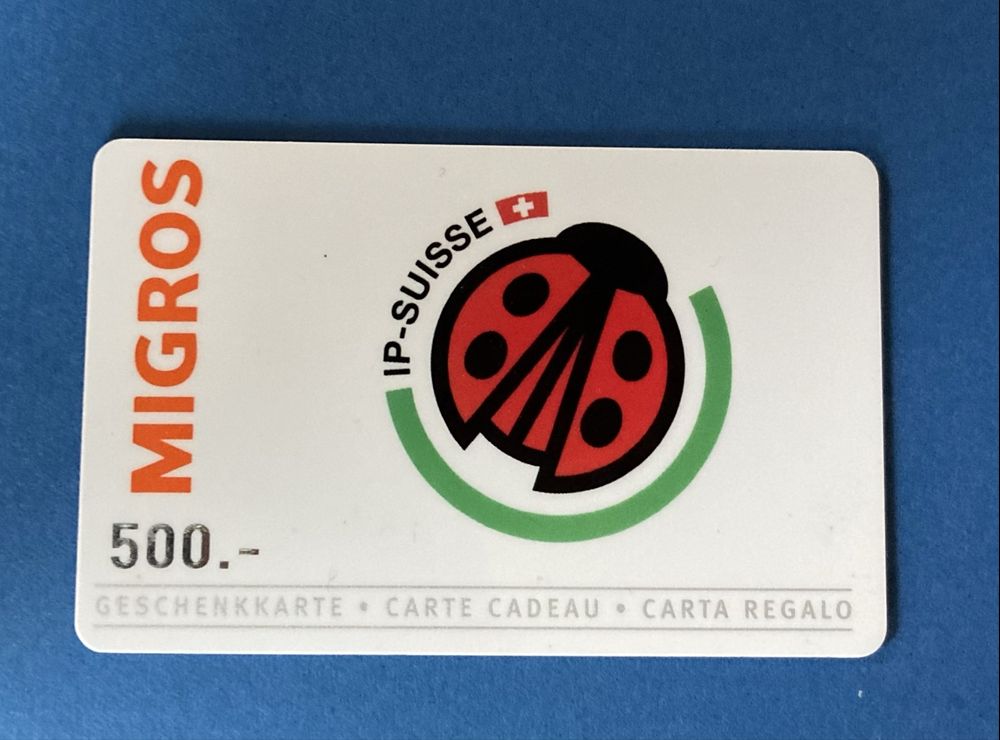 MIGROS
IP-SUISSE
500.-
GESCHENKKARTE • CARTE CADEAU • CARTA REGALO